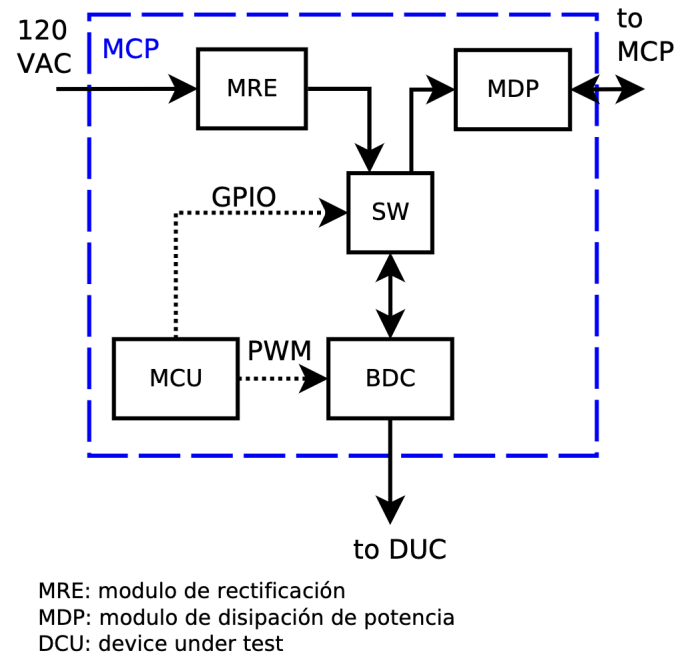 120
VAC
MCP
to
MCP
MRE
MDP
GPIO
SW
MCU
PWM
BDC
to DUC
MRE: modulo de rectificación
MDP: modulo de disipación de potencia
DCU: device under test